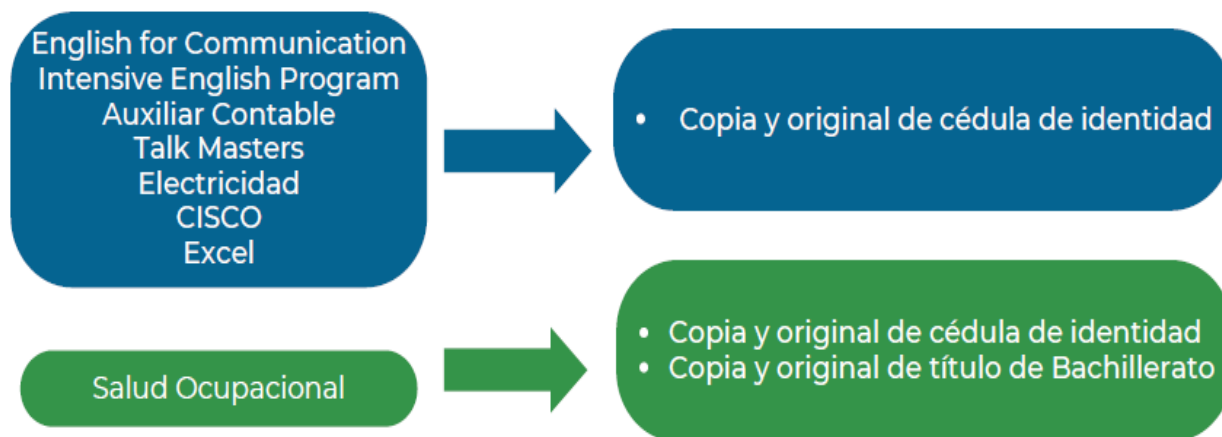 English for Communication
Intensive English Program
Auxiliar Contable
Talk Masters
Electricidad
CISCO
Excel
• Copia y original de cédula de identidad
Salud Ocupacional
• Copia y original de cédula de identidad
• Copia y original de título de Bachillerato